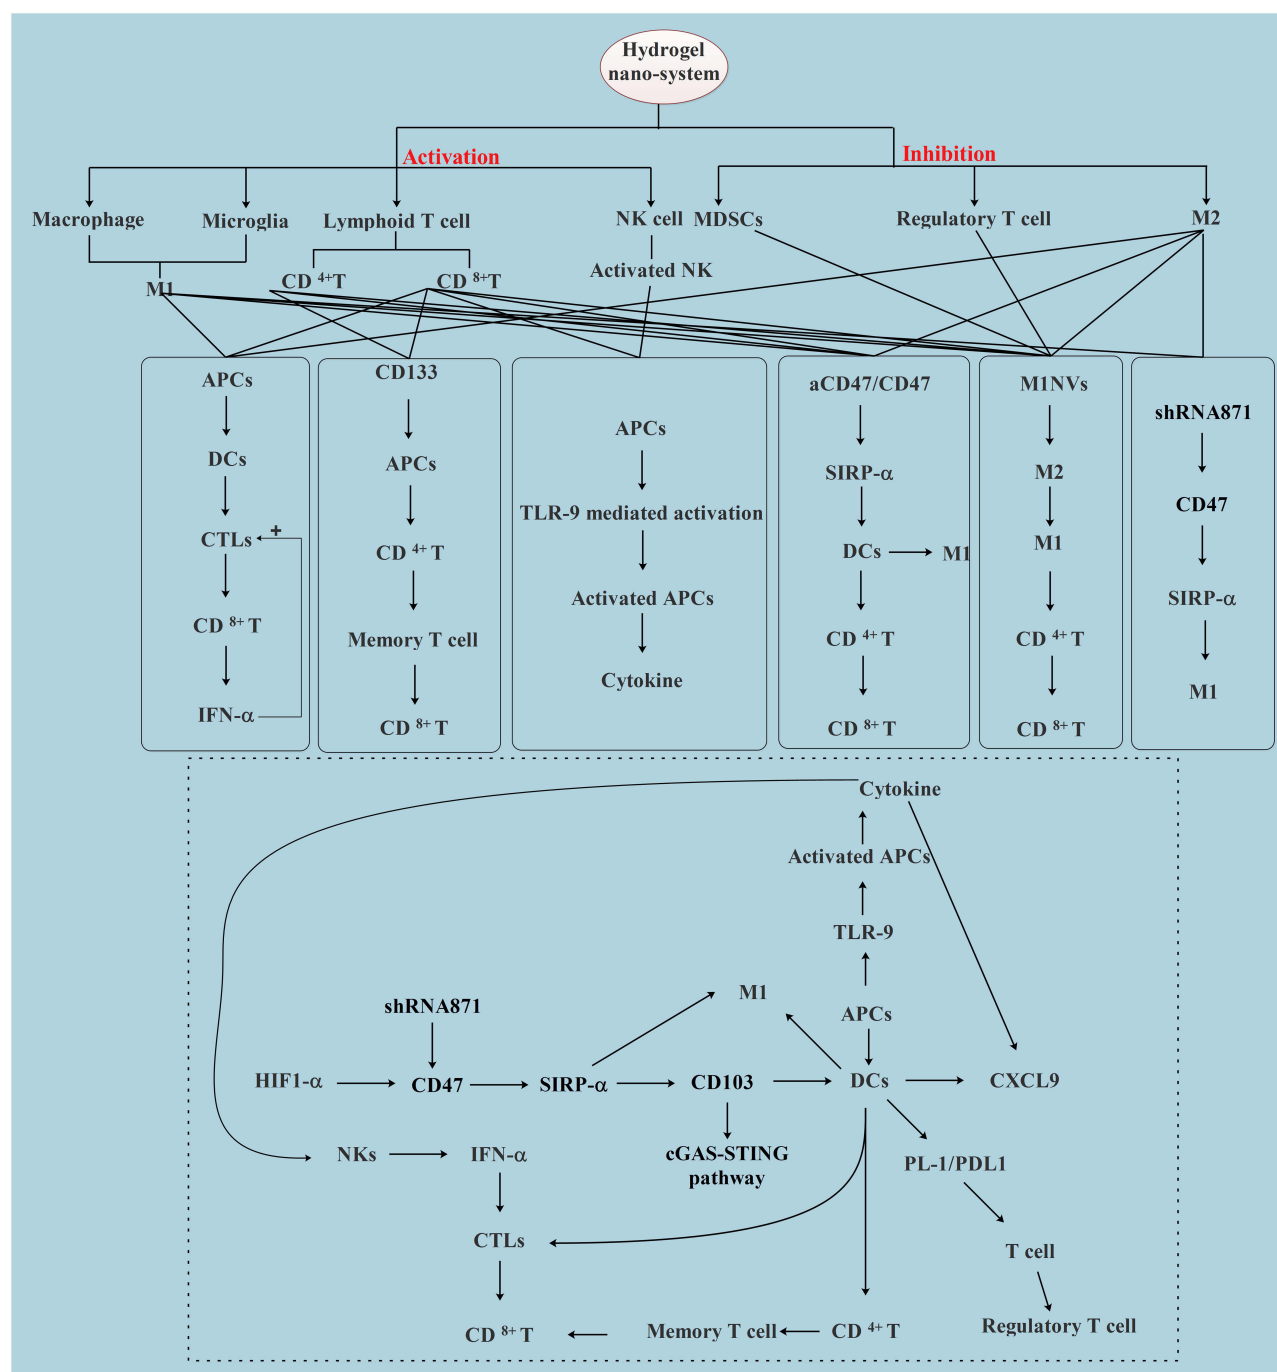 Hydrogel
nano-system
Activation
Inhibition
Macrophage
Microglia
Lymphoid T cell
NK cell
MDSCs
Regulatory T cell
M2
CD 4+T
CD 8+T
Activated NK
M1
APCs
DCs
CTLs
+
CD 8+ T
IFN-α
CD133
APCs
CD 4+ T
Memory T cell
CD 8+ T
APCs
TLR-9 mediated activation
Activated APCs
Cytokine
aCD47/CD47
SIRP-α
DCs
M1
CD 4+ T
CD 8+ T
M1NVs
M2
M1
CD 4+ T
CD 8+ T
shRNA871
CD47
SIRP-α
M1
Cytokine
Activated APCs
TLR-9
M1
APCs
shRNA871
HIF1-α
CD47
SIRP-α
CD103
DCs
CXCL9
NKs
IFN-α
cGAS-STING
pathway
PL-1/PDL1
CTLs
T cell
CD 8+ T
Memory T cell
CD 4+ T
Regulatory T cell